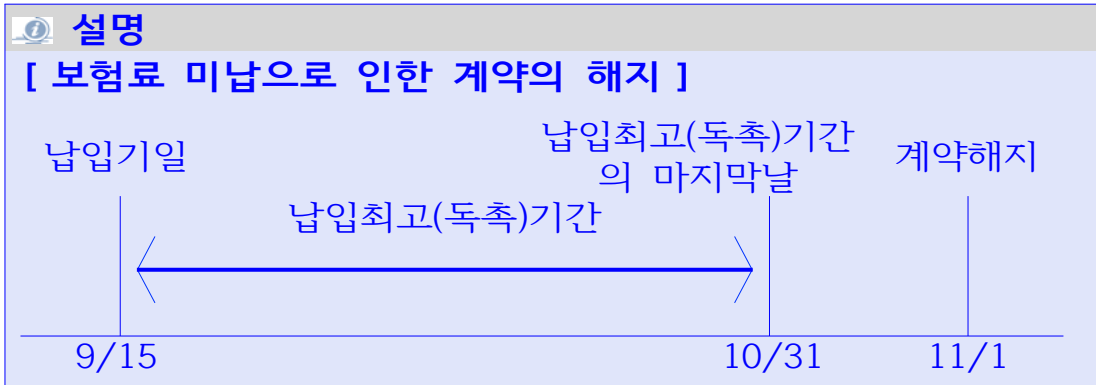 설명
[ 보험료 미납으로 인한 계약의 해지 ]
납입기일
납입최고(독촉)기간
의 마지막날
계약해지
납입최고(독촉)기간
9/15
10/31
11/1